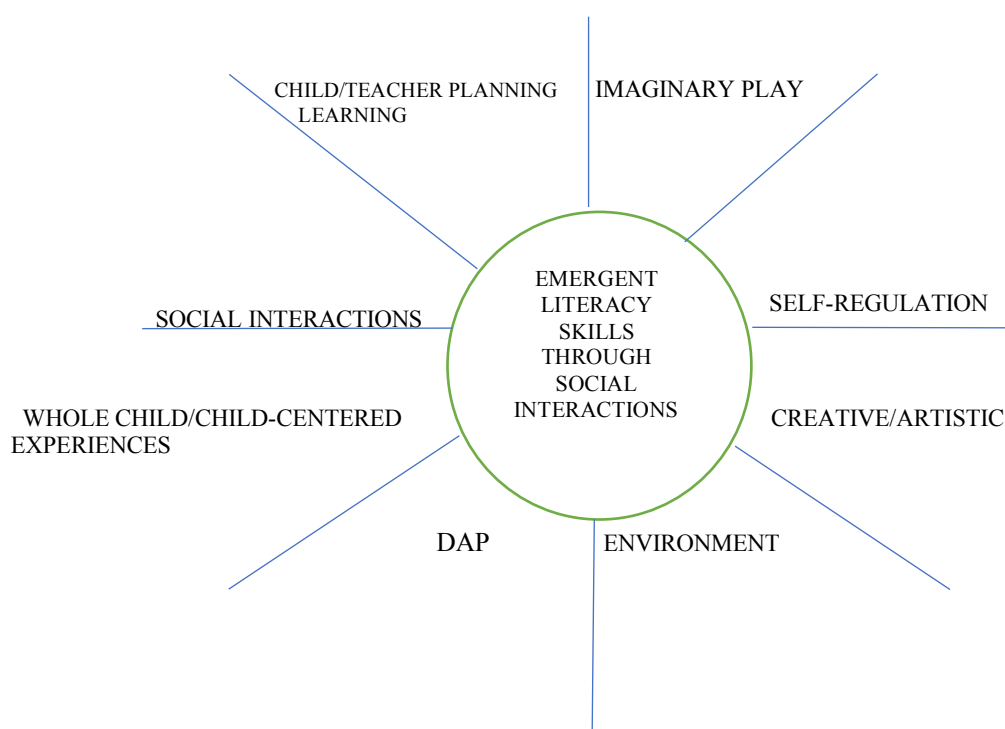 CHILD/TEACHER PLANNING
LEARNING
IMAGINARY PLAY
EMERGENT
LITERACY
SKILLS
THROUGH
SOCIAL
INTERACTIONS
SOCIAL INTERACTIONS
SELF-REGULATION
WHOLE CHILD/CHILD-CENTERED
EXPERIENCES
CREATIVE/ARTISTIC
DAP
ENVIRONMENT